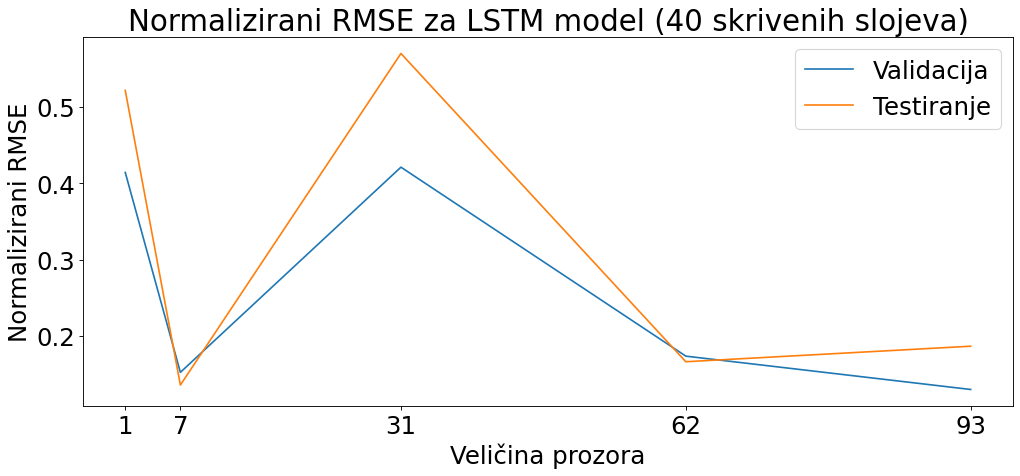 Normalizirani RMSE za LSTM model (40 skrivenih slojeva)
Validacija
Testiranje
Normalizirani RMSE
0.5
0.4
0.3
0.2
1 7 31 62 93
Veličina prozora